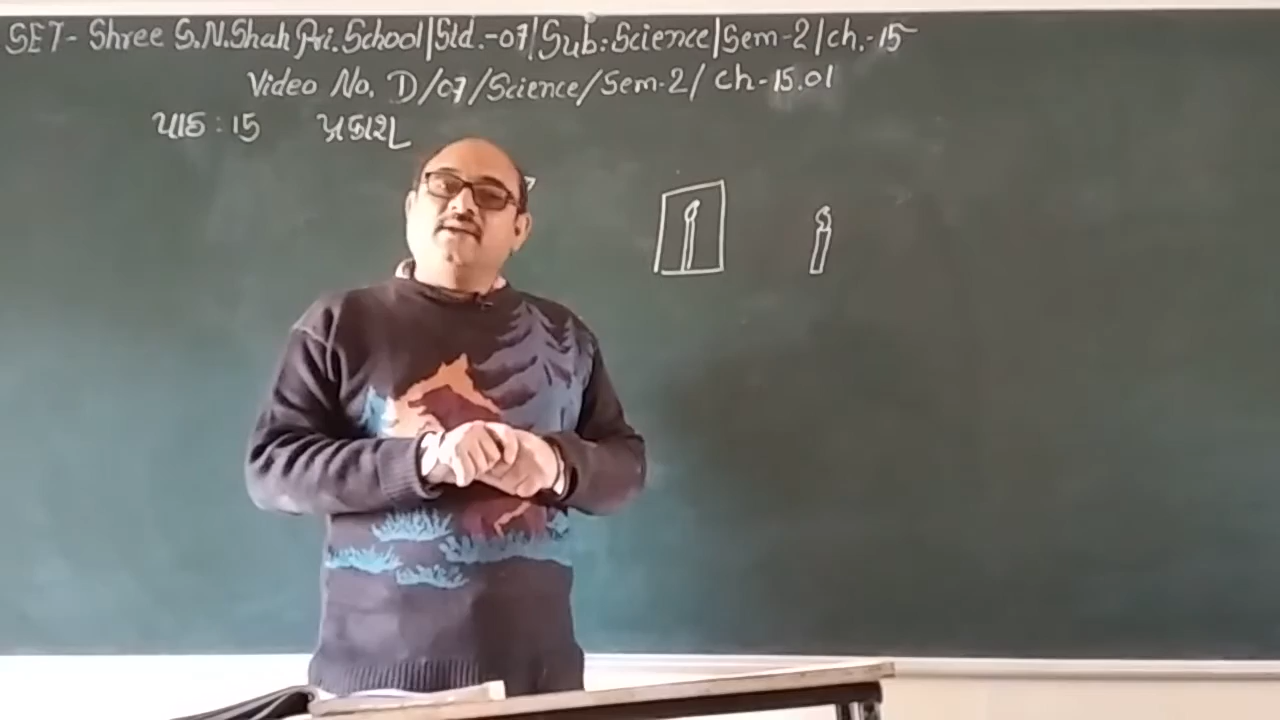 SET- Shree S.N.Shah Pri.School|Std.-07|Sub:Science|Sem-2/ch.-15
Video No. D/07/Science/Sem-2/ch-15.01
પાઠ : 15 પ્રકાશ